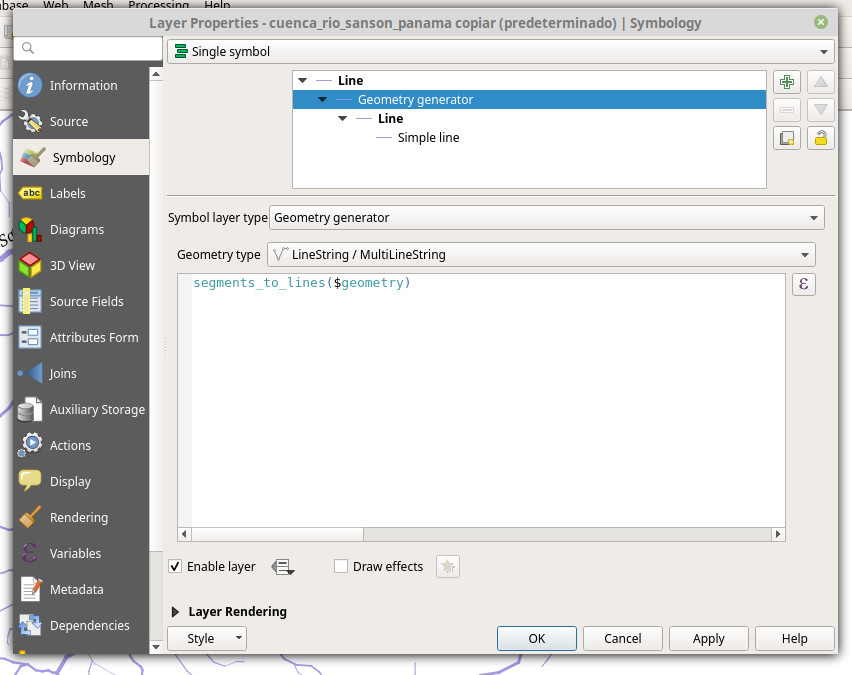 Web Mesh Processing Help
Layer Properties - cuenca_rio_sanson_panama copiar (predeterminado) | Symbology
Single symbol
Information
Source
Symbology
Labels
Diagrams
3D View
Source Fields
Attributes Form
Joins
Auxiliary Storage
Actions
Display
Rendering
Variables
Metadata
Dependencies
Line
Geometry generator
Line
Simple line
Symbol layer type Geometry generator
Geometry type LineString / MultiLineString
segments_to_lines($geometry)
ε
Enable layer
Draw effects
Layer Rendering
Style
OK
Cancel
Apply
Help